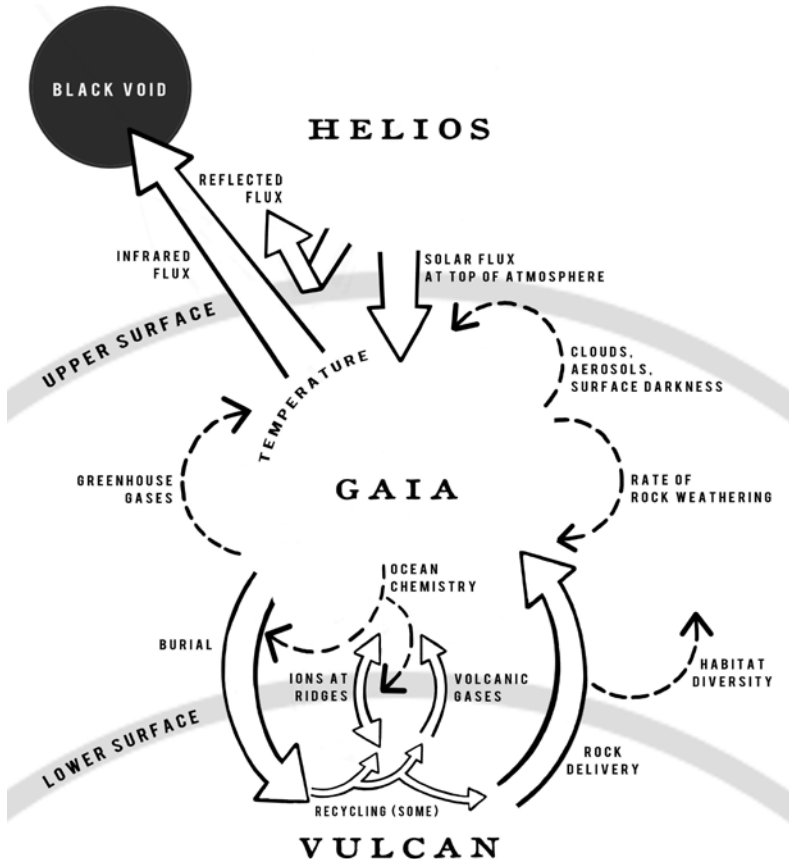 BLACK VOID
HELIOS
REFLECTED
FLUX
INFRARED
FLUX
SOLAR FLUX
AT TOP OF ATMOSPHERE
UPPER SURFACE
CLOUDS,
AEROSOLS,
SURFACE DARKNESS
TEMPERATURE
GREENHOUSE
GASES
GAIA
RATE OF
ROCK WEATHERING
OCEAN
CHEMISTRY
BURIAL
IONS AT
RIDGES
VOLCANIC
GASES
HABITAT
DIVERSITY
LOWER SURFACE
ROCK
DELIVERY
RECYCLING (SOME)
VULCAN